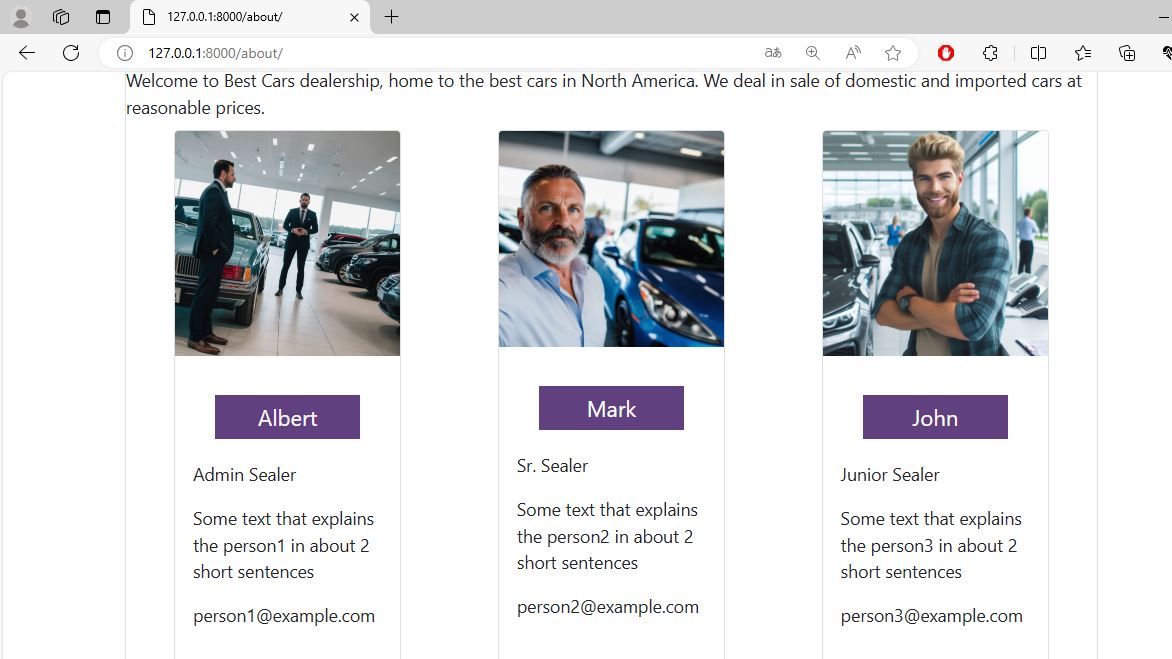 127.0.0.1:8000/about/
127.0.0.1:8000/about/
Welcome to Best Cars dealership, home to the best cars in North America. We deal in sale of domestic and imported cars at
reasonable prices.
Albert
Admin Sealer
Some text that explains
the person1 in about 2
short sentences
person1@example.com
Mark
Sr. Sealer
Some text that explains
the person2 in about 2
short sentences
person2@example.com
John
Junior Sealer
Some text that explains
the person3 in about 2
short sentences
person3@example.com